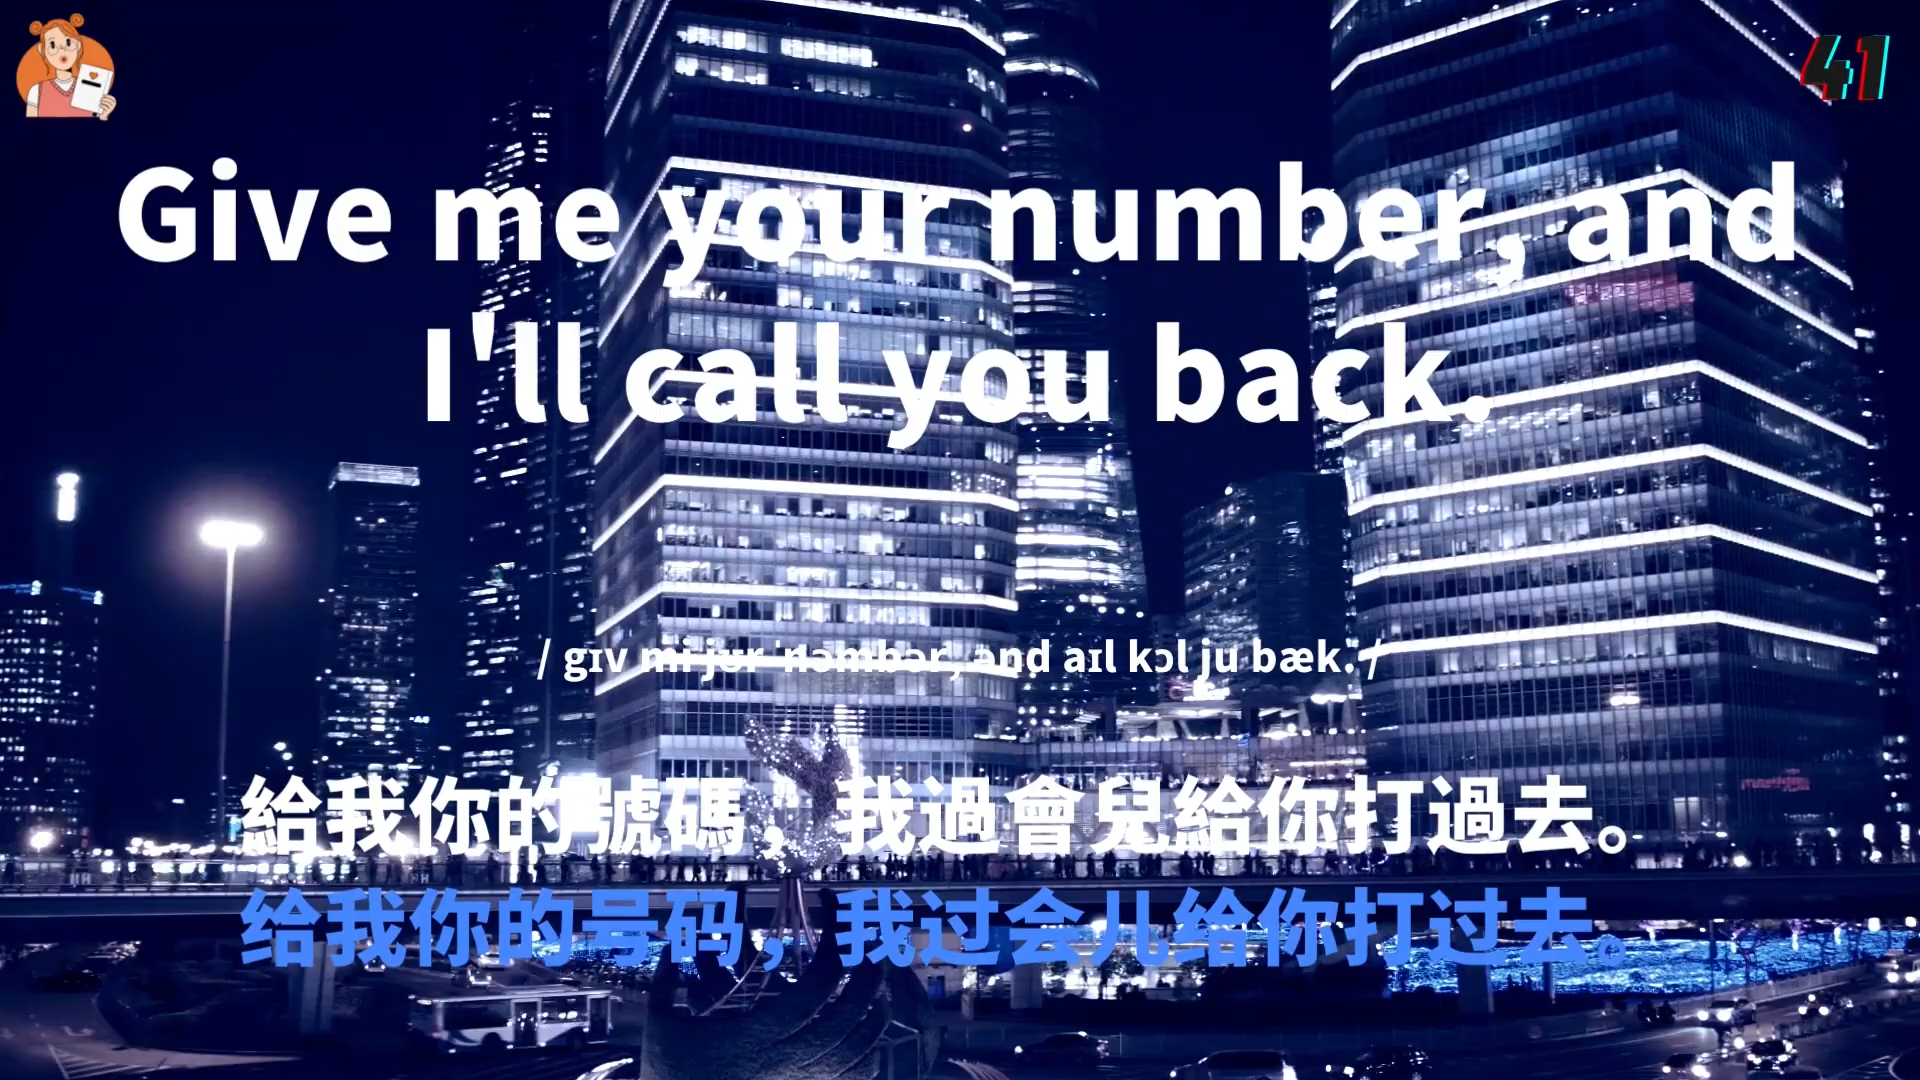 41
Give me your number, and
I'll call you back.
/ gɪv mi jʊr ˈnəmbər, ənd aɪl kɔl ju bæk. /
給我你的號碼，我過會兒給你打過去。
给我你的号码，我过会儿给你打过去。